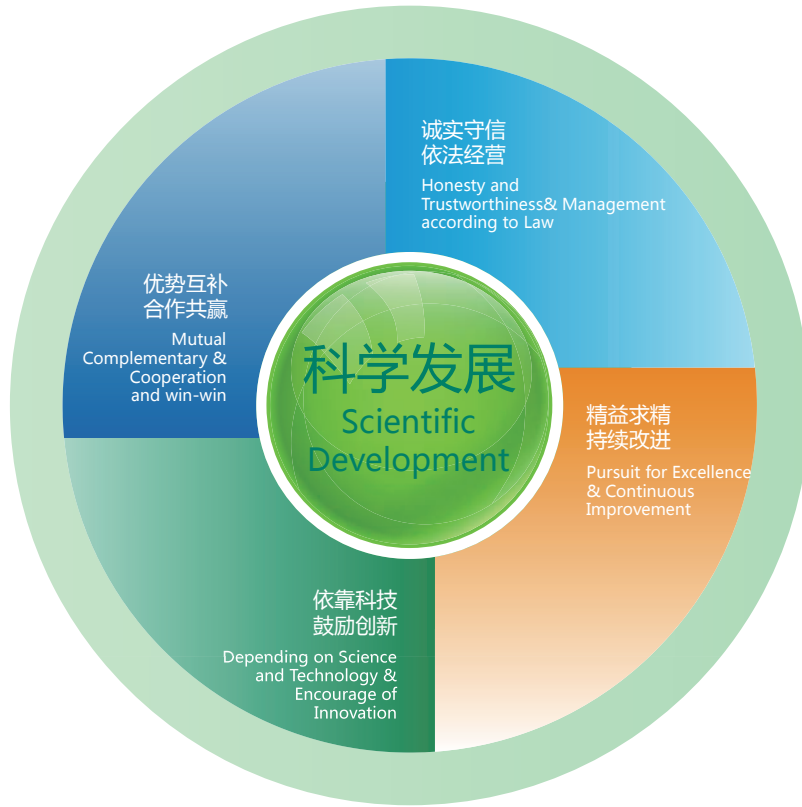 诚实守信
依法经营
Honesty and
Trustworthiness& Management
according to Law
优势互补
合作共赢
Mutual
Complementary &
Cooperation
and win-win
科学发展
Scientific
Development
精益求精
持续改进
Pursuit for Excellence
& Continuous
Improvement
依靠科技
鼓励创新
Depending on Science
and Technology &
Encourage of
Innovation